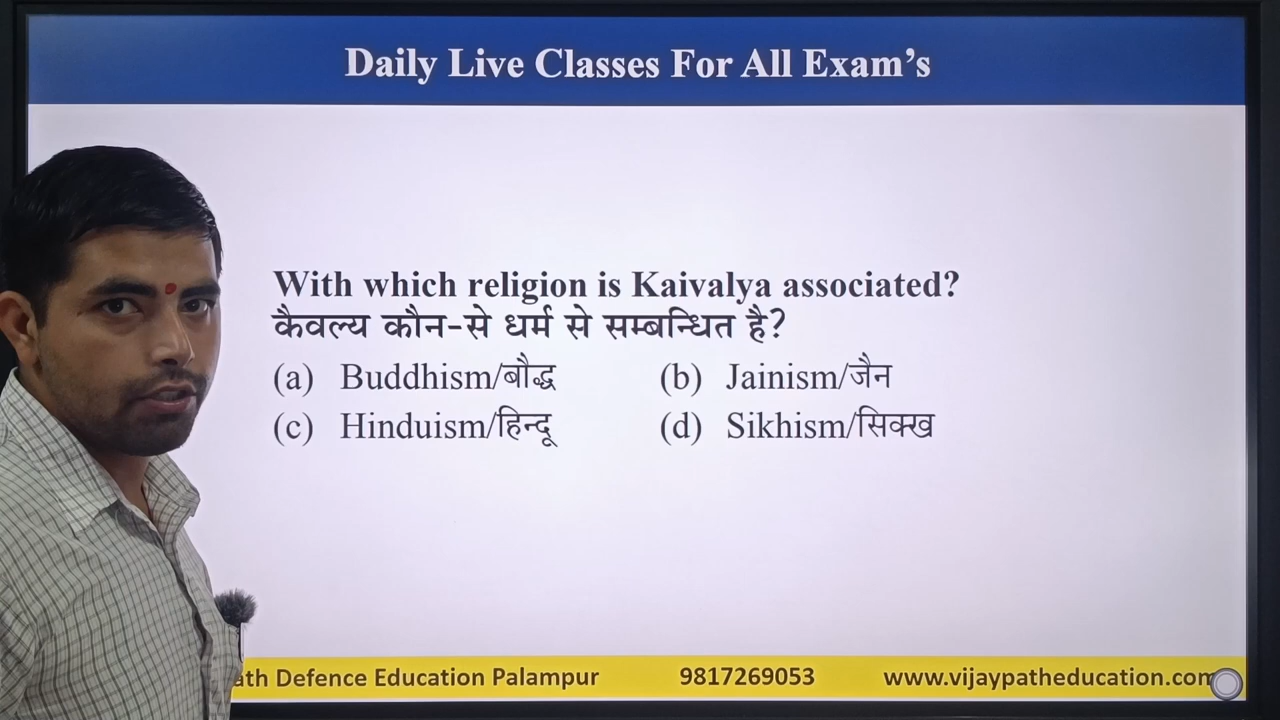 Daily Live Classes For All Exam’s
With which religion is Kaivalya associated?
कैवल्य कौन-से धर्म से सम्बन्धित है?
(a) Buddhism/बौद्ध (b) Jainism/जैन
(c) Hinduism/हिन्दू (d) Sikhism/सिक्ख
Defence Education Palampur 9817269053 www.vijaypatheducation.com